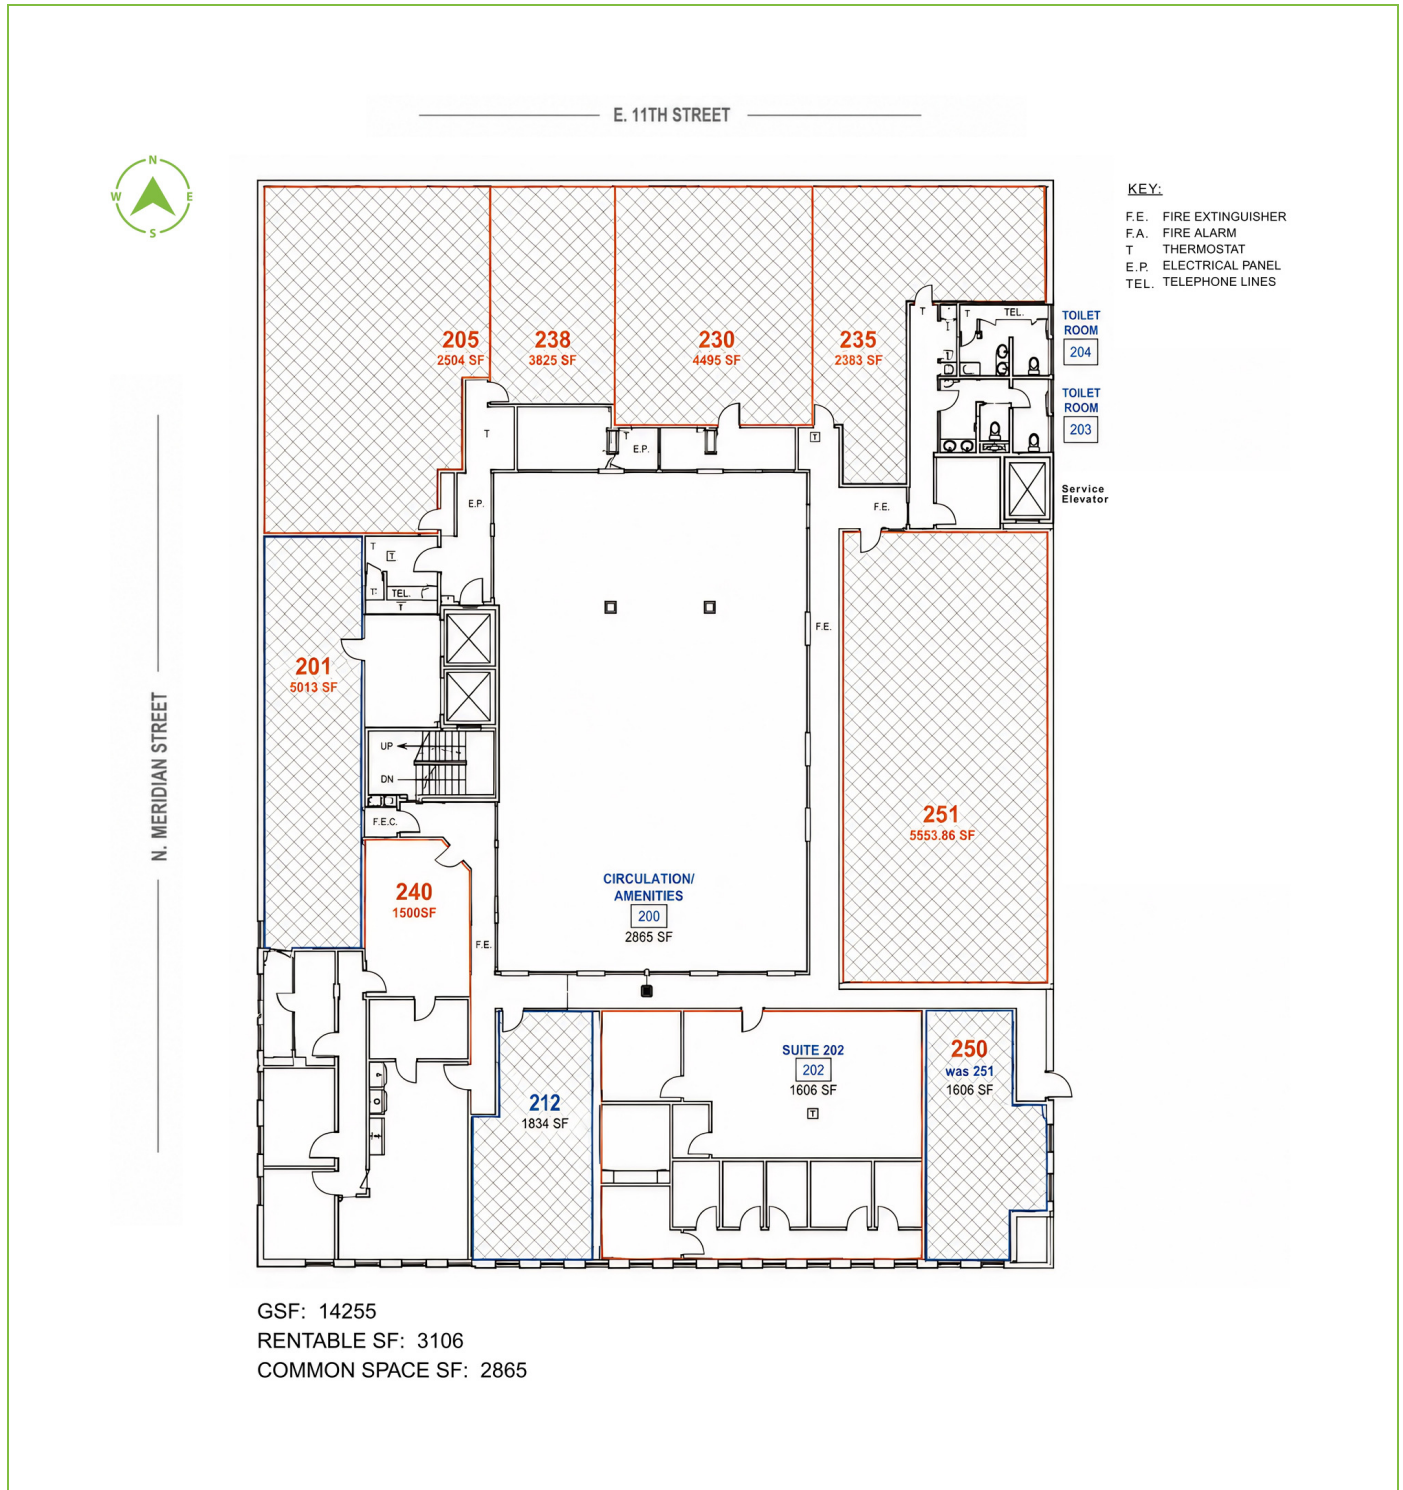 E. 11TH STREET
N
W
E
S
KEY:
F.E. FIRE EXTINGUISHER
F.A. FIRE ALARM
T THERMOSTAT
E.P. ELECTRICAL PANEL
TEL. TELEPHONE LINES
205
2504 SF
238
3825 SF
230
4495 SF
235
2383 SF
T
T
TEL.
TOILET
ROOM
204
T
TOILET
ROOM
203
T
T
E.P.
T
E.P.
F.E.
Service
Elevator
T
T
T
TEL.
T
F.E.
201
5013 SF
N. MERIDIAN STREET
UP
DN
F.E.C.
251
5553.86 SF
240
1500SF
CIRCULATION/
AMENITIES
200
2865 SF
F.E.
SUITE 202
202
1606 SF
T
250
was 251
1606 SF
212
1834 SF
GSF: 14255
RENTABLE SF: 3106
COMMON SPACE SF: 2865